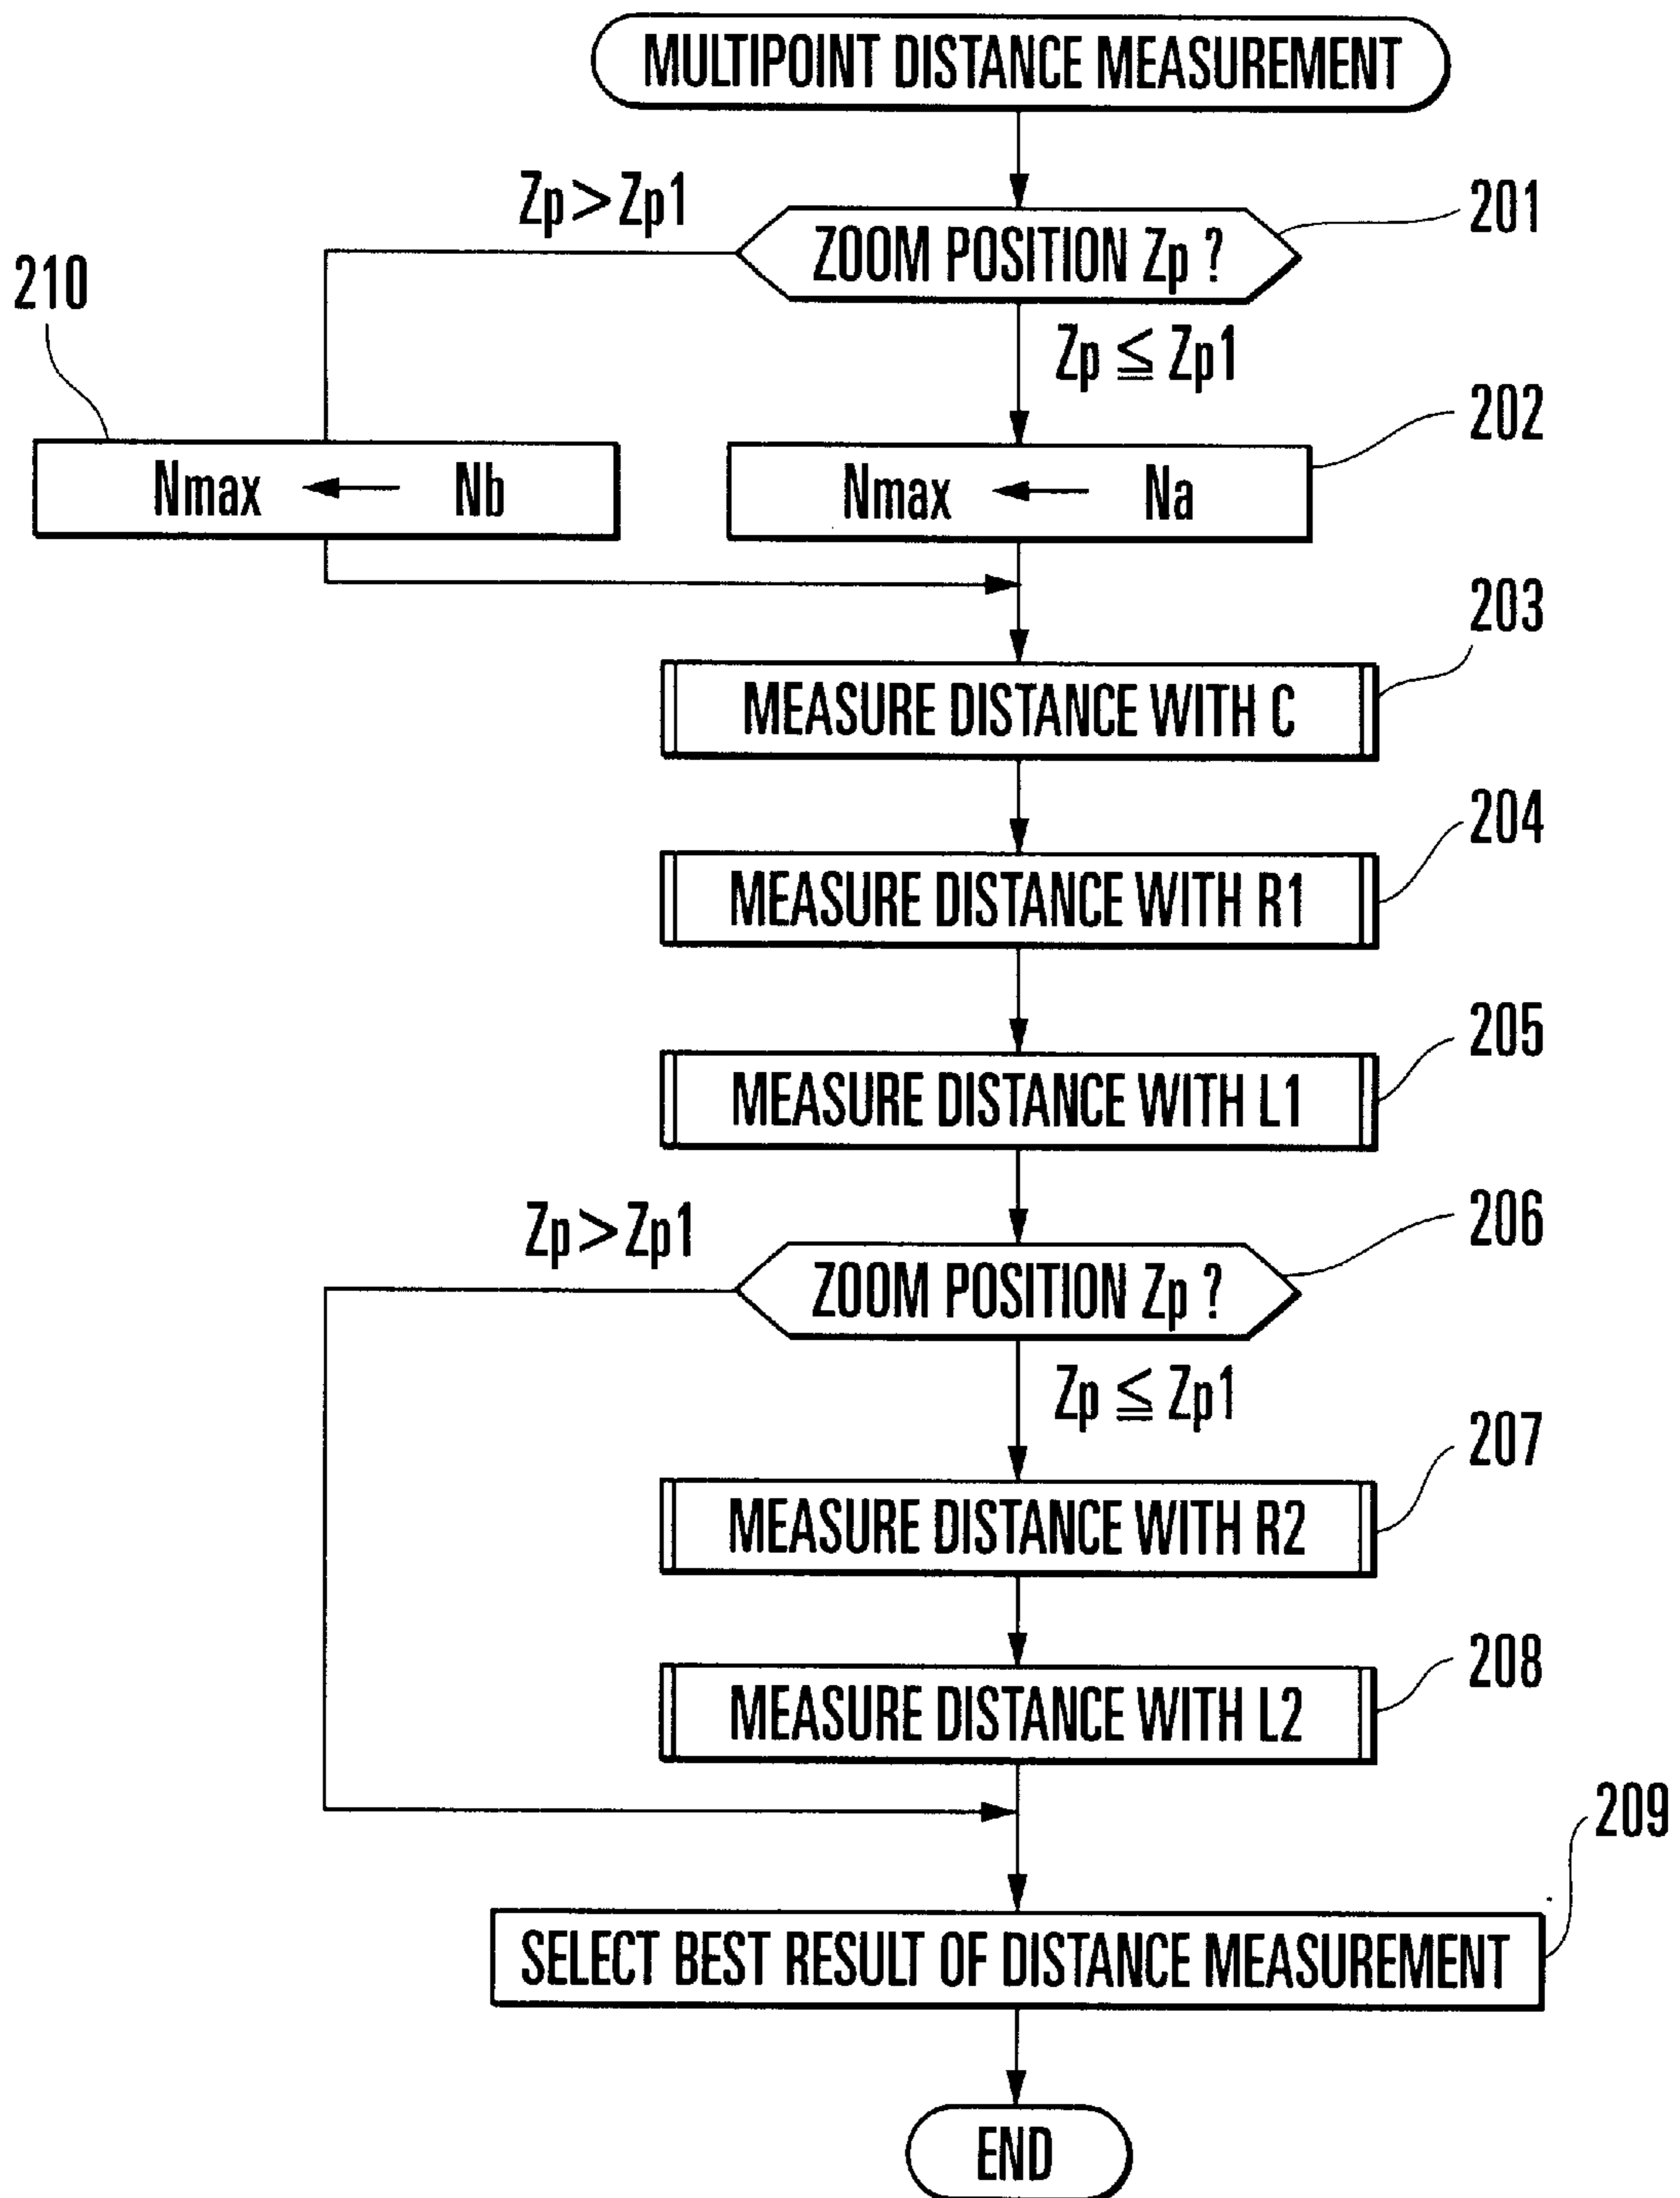 MULTIPOINT DISTANCE MEASUREMENT
Zp>Zp1
201
ZOOM POSITION Zp ?
210
Zp ≦ Zp1
202
Nmax ← Nb
Nmax ← Na
203
MEASURE DISTANCE WITH C
204
MEASURE DISTANCE WITH R1
205
MEASURE DISTANCE WITH L1
206
Zp>Zp1
ZOOM POSITION Zp ?
Zp ≦ Zp1
207
MEASURE DISTANCE WITH R2
208
MEASURE DISTANCE WITH L2
209
SELECT BEST RESULT OF DISTANCE MEASUREMENT
END